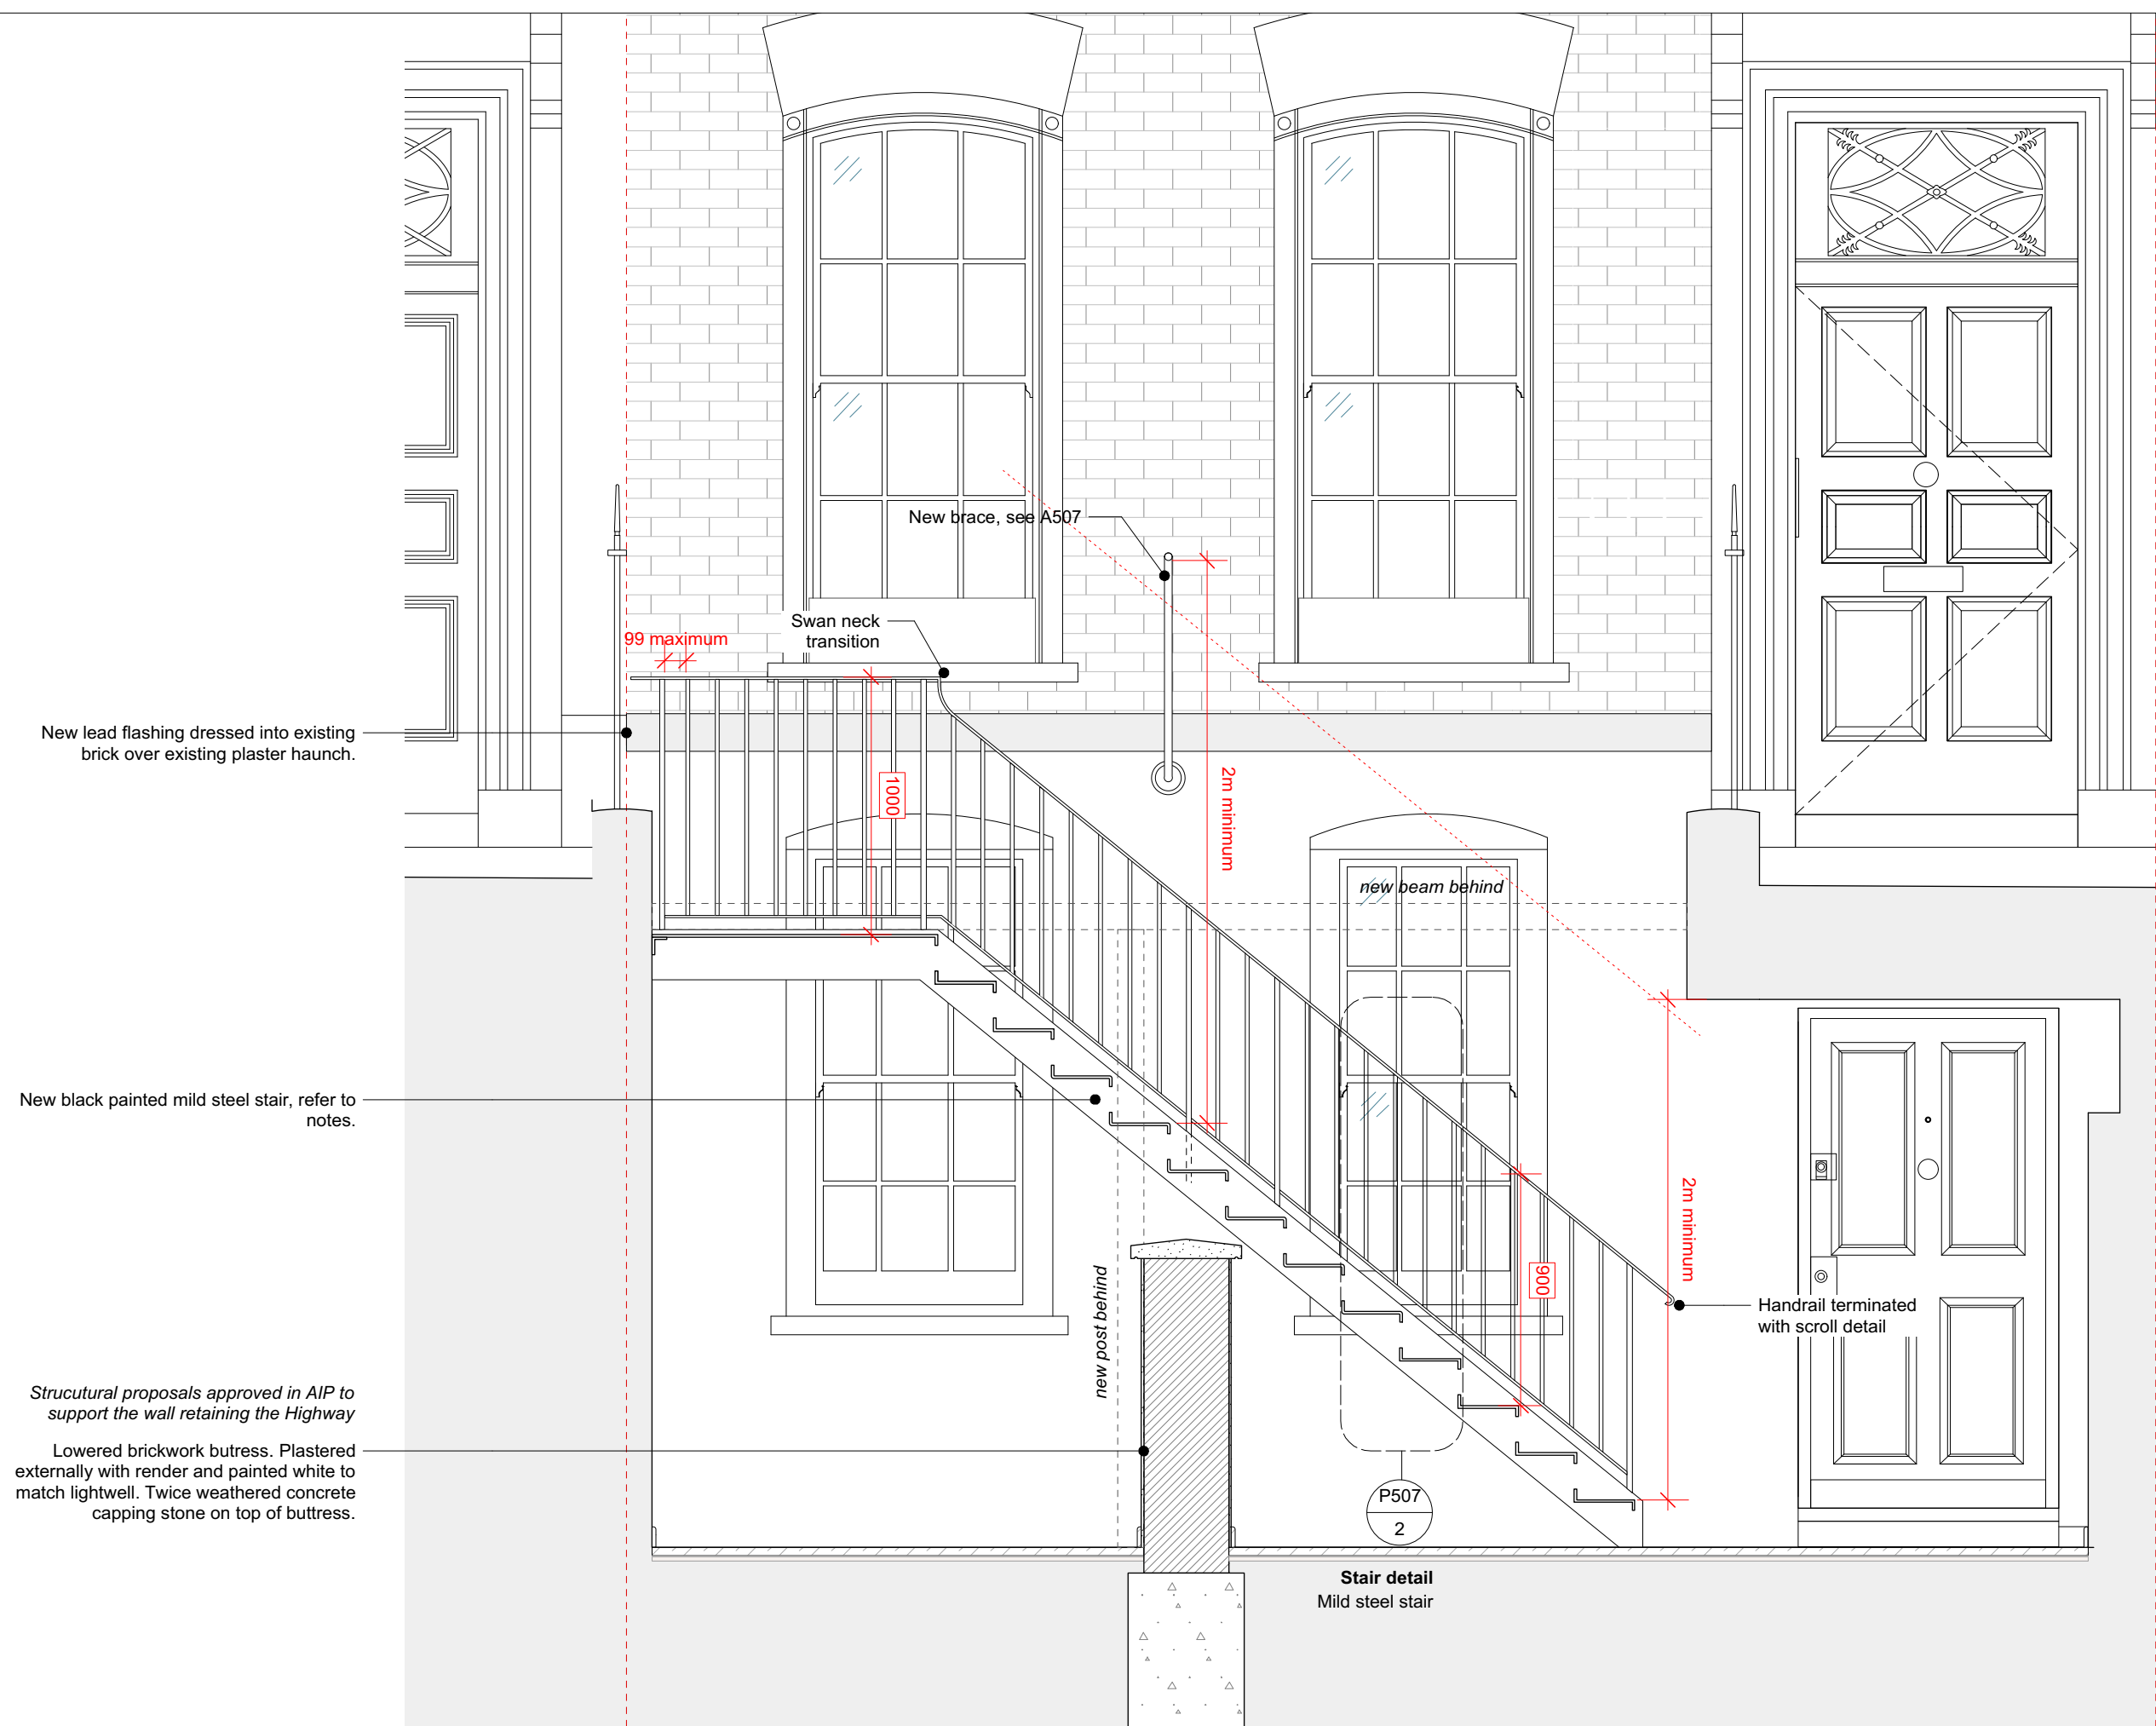 New brace, see A507
Swan neck
transition
99 maximum
New lead flashing dressed into existing
brick over existing plaster haunch.
1000
2m minimum
new beam behind
New black painted mild steel stair, refer to
notes.
2m minimum
900
new post behind
Handrail terminated
with scroll detail
Strucutural proposals approved in AIP to
support the wall retaining the Highway
Lowered brickwork butress. Plastered
externally with render and painted white to
match lightwell. Twice weathered concrete
capping stone on top of buttress.
P507
2
Stair detail
Mild steel stair